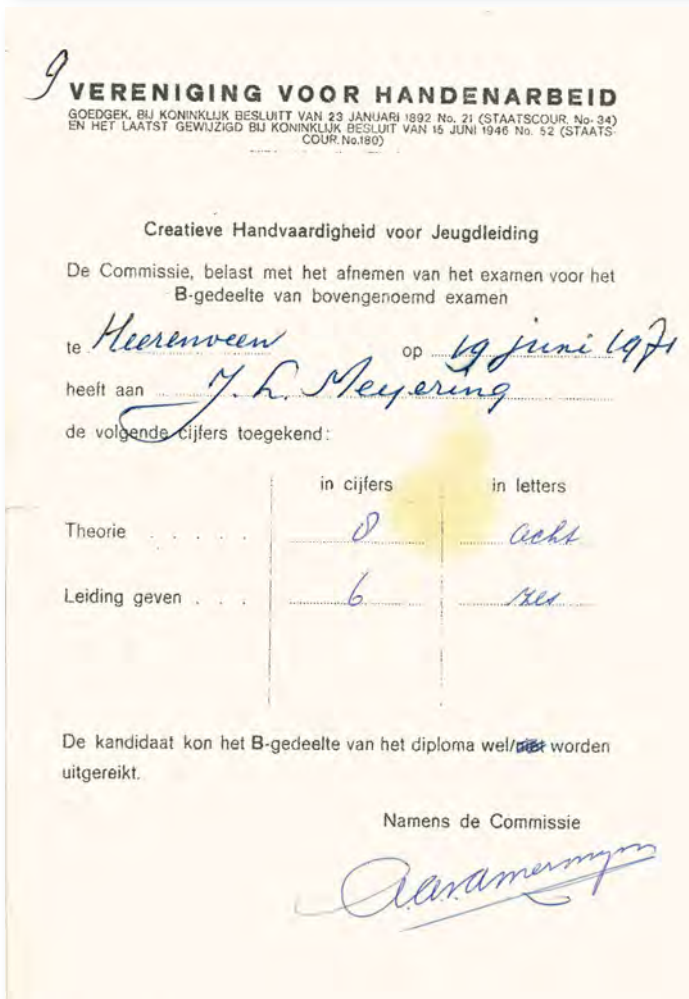 9
VERENIGING VOOR HANDENARBEID
GOEDGEK. BIJ KONINKLIJK BESLUITT VAN 23 JANUARI 1892 No. 21 (STAATSCOUR. No. 34)
EN HET LAATST GEWIJZIGD BIJ KONINKLIJK BESLUIT VAN 15 JUNI 1946 No. 52 (STAATS-
COUR. No.180)
Creatieve Handvaardigheid voor Jeugdleiding
De Commissie, belast met het afnemen van het examen voor het
B-gedeelte van bovengenoemd examen
te Heerenveen op 19 juni 1971
heeft aan J. L. Meyering
de volgende cijfers toegekend:
in cijfers in letters
Theorie 8 acht
Leiding geven 6 zes
De kandidaat kon het B-gedeelte van het diploma wel/niet worden
uitgereikt.
Namens de Commissie